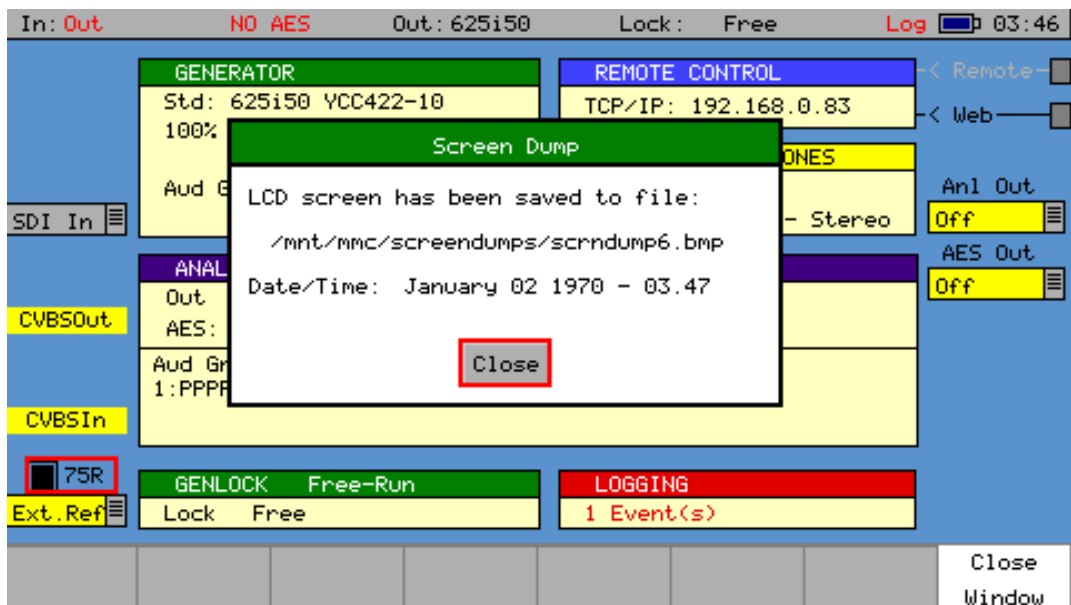 In: Out NO AES Out: 625i50 Lock: Free Log 03:46
GENERATOR
Std: 625i50 YCC422-10
100%
Aud G
REMOTE CONTROL
TCP/IP: 192.168.0.83
ONES
- Stereo
< Remote
< Web
Anl Out
Off
AES Out
Off
SDI In
CVBSOut
CVBSIn
75R
Ext.Ref
Screen Dump
LCD screen has been saved to file:
/mnt/mmc/screendumps/scrndump6.bmp
Date/Time: January 02 1970 - 03.47
Close
ANAL
Out
AES:
Aud Gr
1:PPPP
GENLOCK Free-Run
Lock Free
LOGGING
1 Event(s)
Close
Window